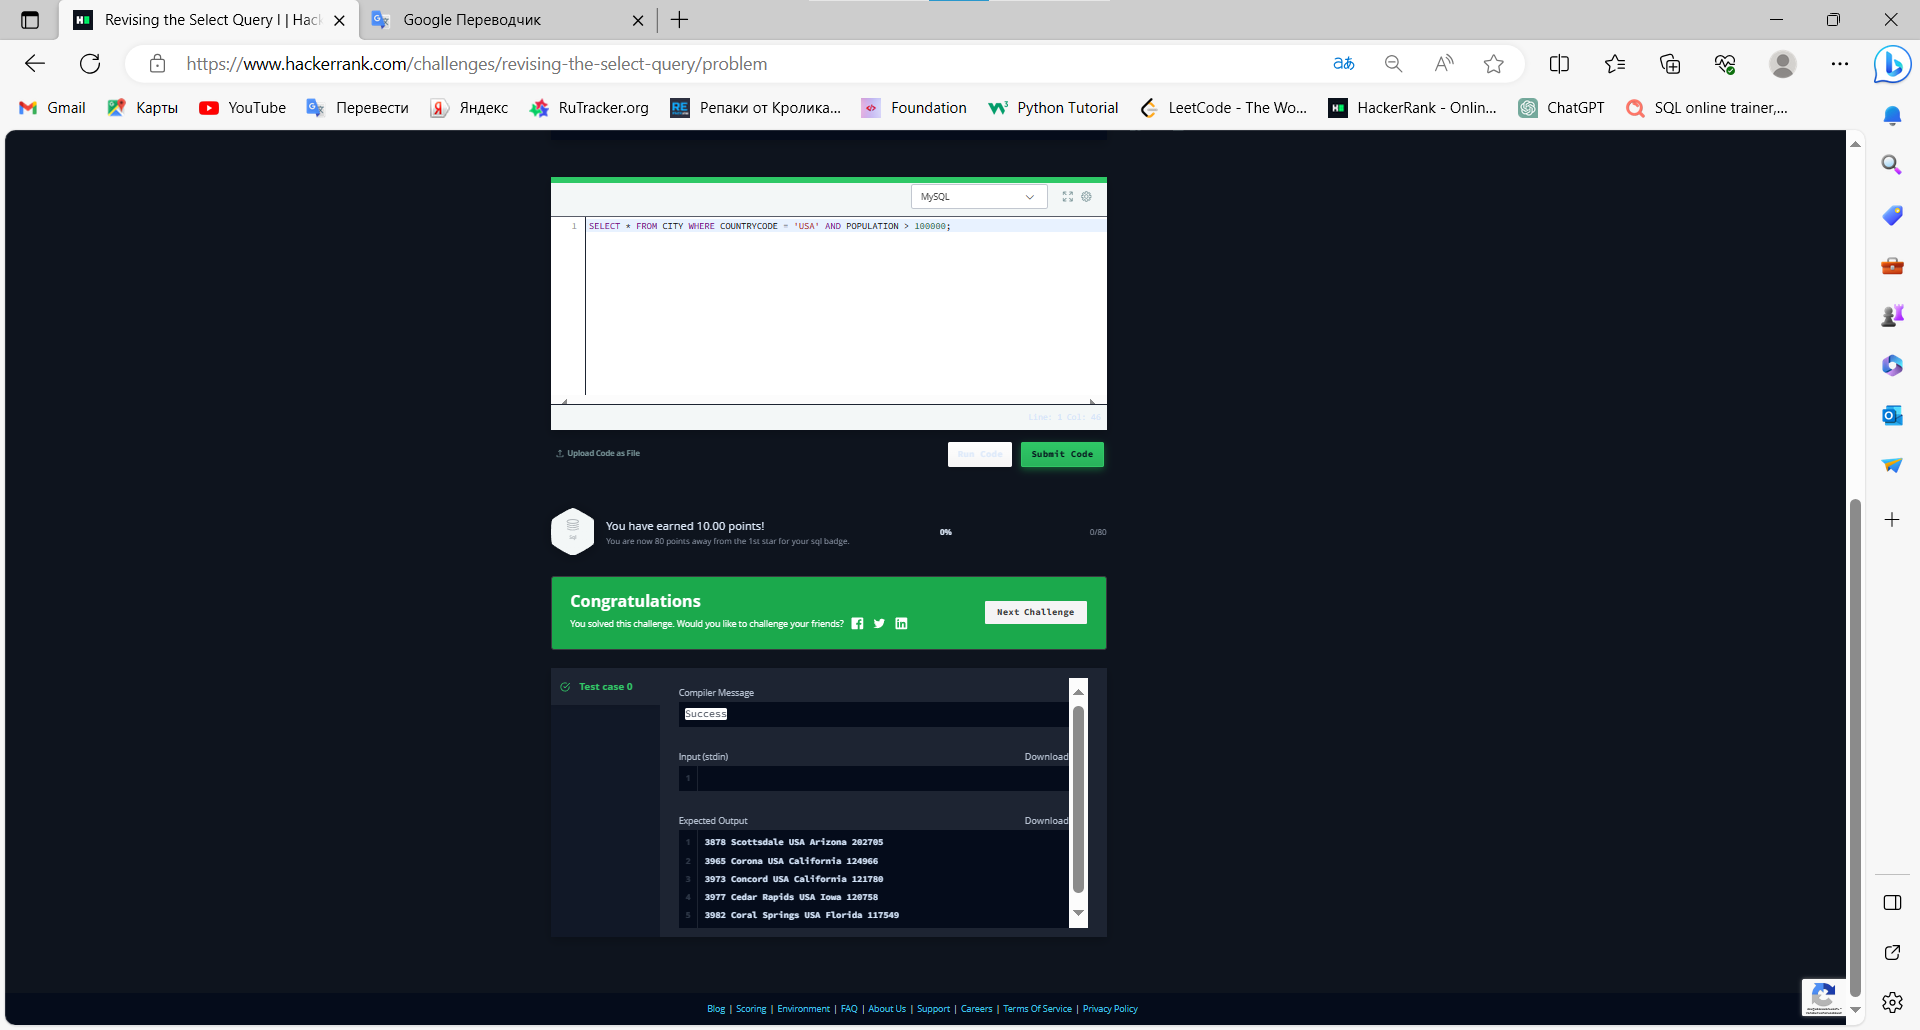 Revising the Select Query I | Hack
Google Переводчик
https://www.hackerrank.com/challenges/revising-the-select-query/problem
Gmail Карты YouTube Перевести Яндекс RuTracker.org Репаки от Кролика... Foundation Python Tutorial LeetCode - The Wo... HackerRank - Onlin... ChatGPT SQL online trainer,...
MySQL
1 SELECT * FROM CITY WHERE COUNTRYCODE = 'USA' AND POPULATION > 100000;
Line: 1 Col: 46
Upload Code as File Run Code Submit Code
sql
You have earned 10.00 points! 0% 0/80
You are now 80 points away from the 1st star for your sql badge.
Congratulations
Next Challenge
You solved this challenge. Would you like to challenge your friends?
Test case 0
Compiler Message
Success
Input (stdin) Download
1
Expected Output Download
1 3878 Scottsdale USA Arizona 202705
2 3965 Corona USA California 124966
3 3973 Concord USA California 121780
4 3977 Cedar Rapids USA Iowa 120758
5 3982 Coral Springs USA Florida 117549
Blog | Scoring | Environment | FAQ | About Us | Support | Careers | Terms Of Service | Privacy Policy